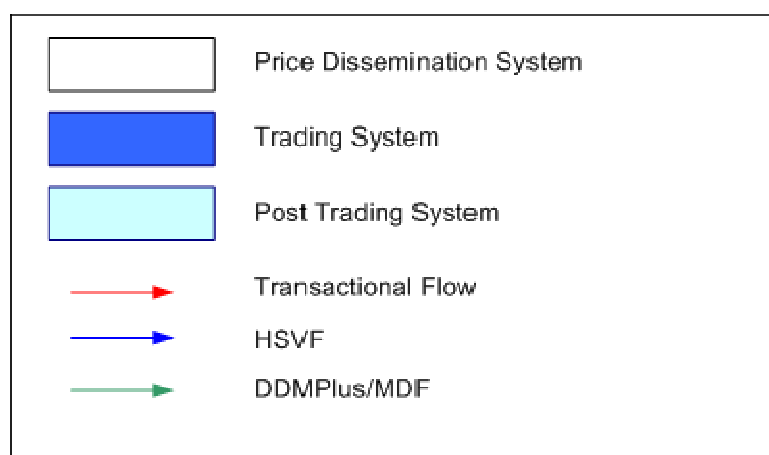 Price Dissemination System
Trading System
Post Trading System
Transactional Flow
HSVF
DDMPlus/MDF